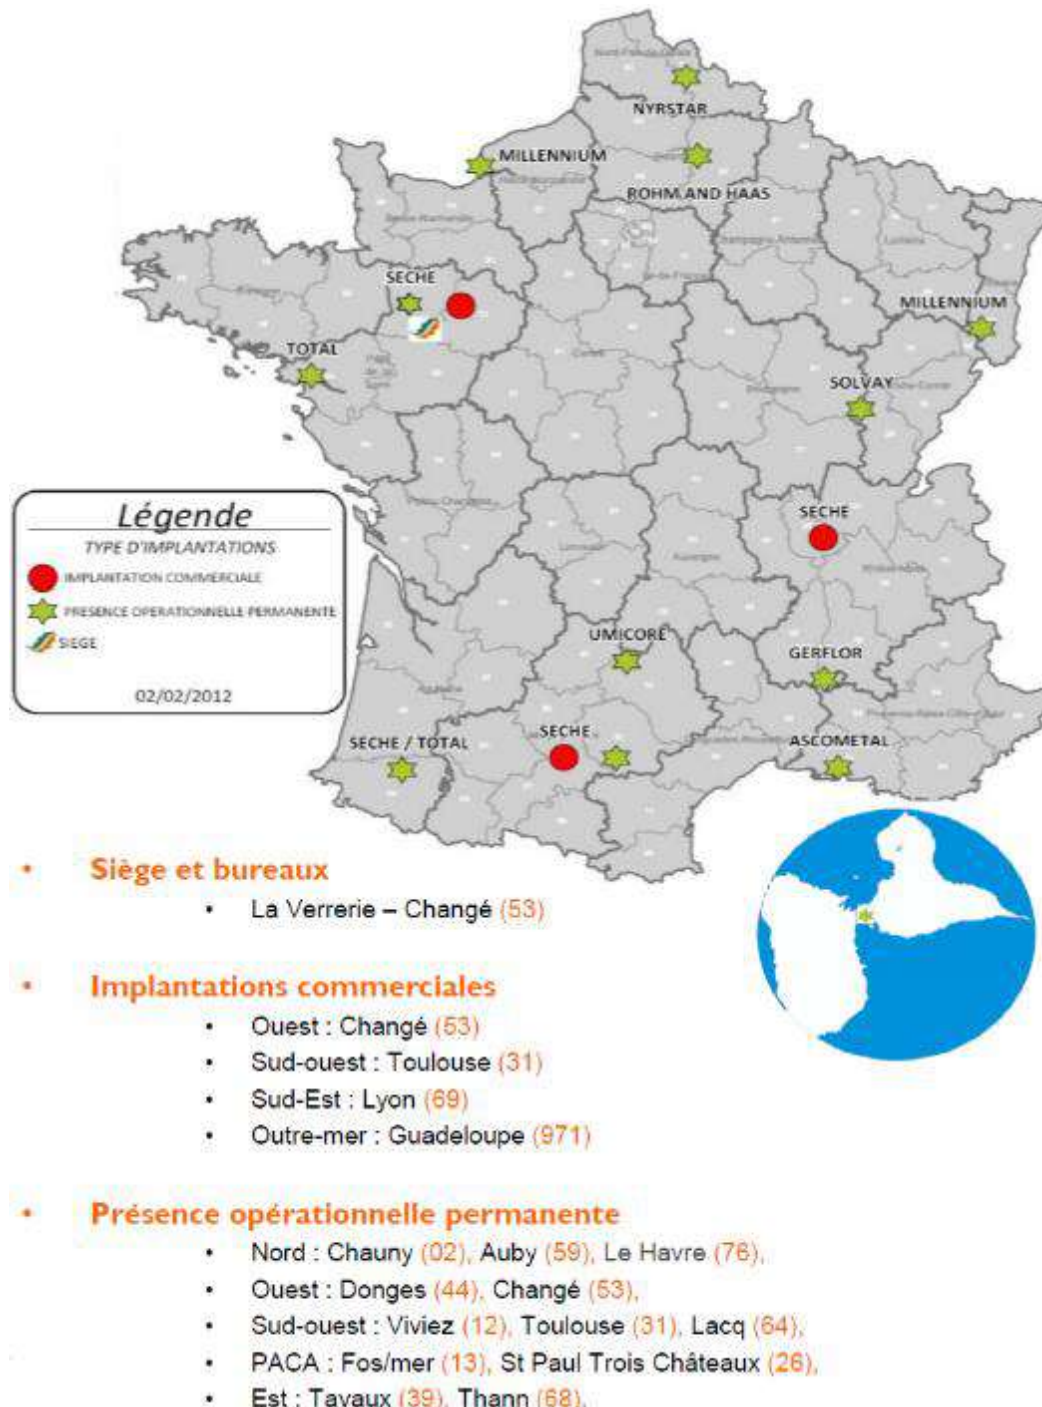 NYRSTAR
MILLENNIUM
ROHM AND HAAS
SECHE
MILLENNIUM
TOTAL
SOLVAY
Légende
TYPE D'IMPLANTATIONS
IMPLANTATION COMMERCIALE
PRESENCE OPERATIONNELLE PERMANENTE
SIEGE
02/02/2012
SECHE
UMICORE
GERFLOR
SECHE / TOTAL
SECHE
ASCOMETAL
• Siège et bureaux
• La Verrerie – Changé (53)
• Implantations commerciales
• Ouest : Changé (53)
• Sud-ouest : Toulouse (31)
• Sud-Est : Lyon (69)
• Outre-mer : Guadeloupe (971)
• Présence opérationnelle permanente
• Nord : Chauny (02), Auby (59), Le Havre (76),
• Ouest : Donges (44), Changé (53),
• Sud-ouest : Viviez (12), Toulouse (31), Lacq (64),
• PACA : Fos/mer (13), St Paul Trois Châteaux (26),
• Est : Tavaux (39), Thann (68),